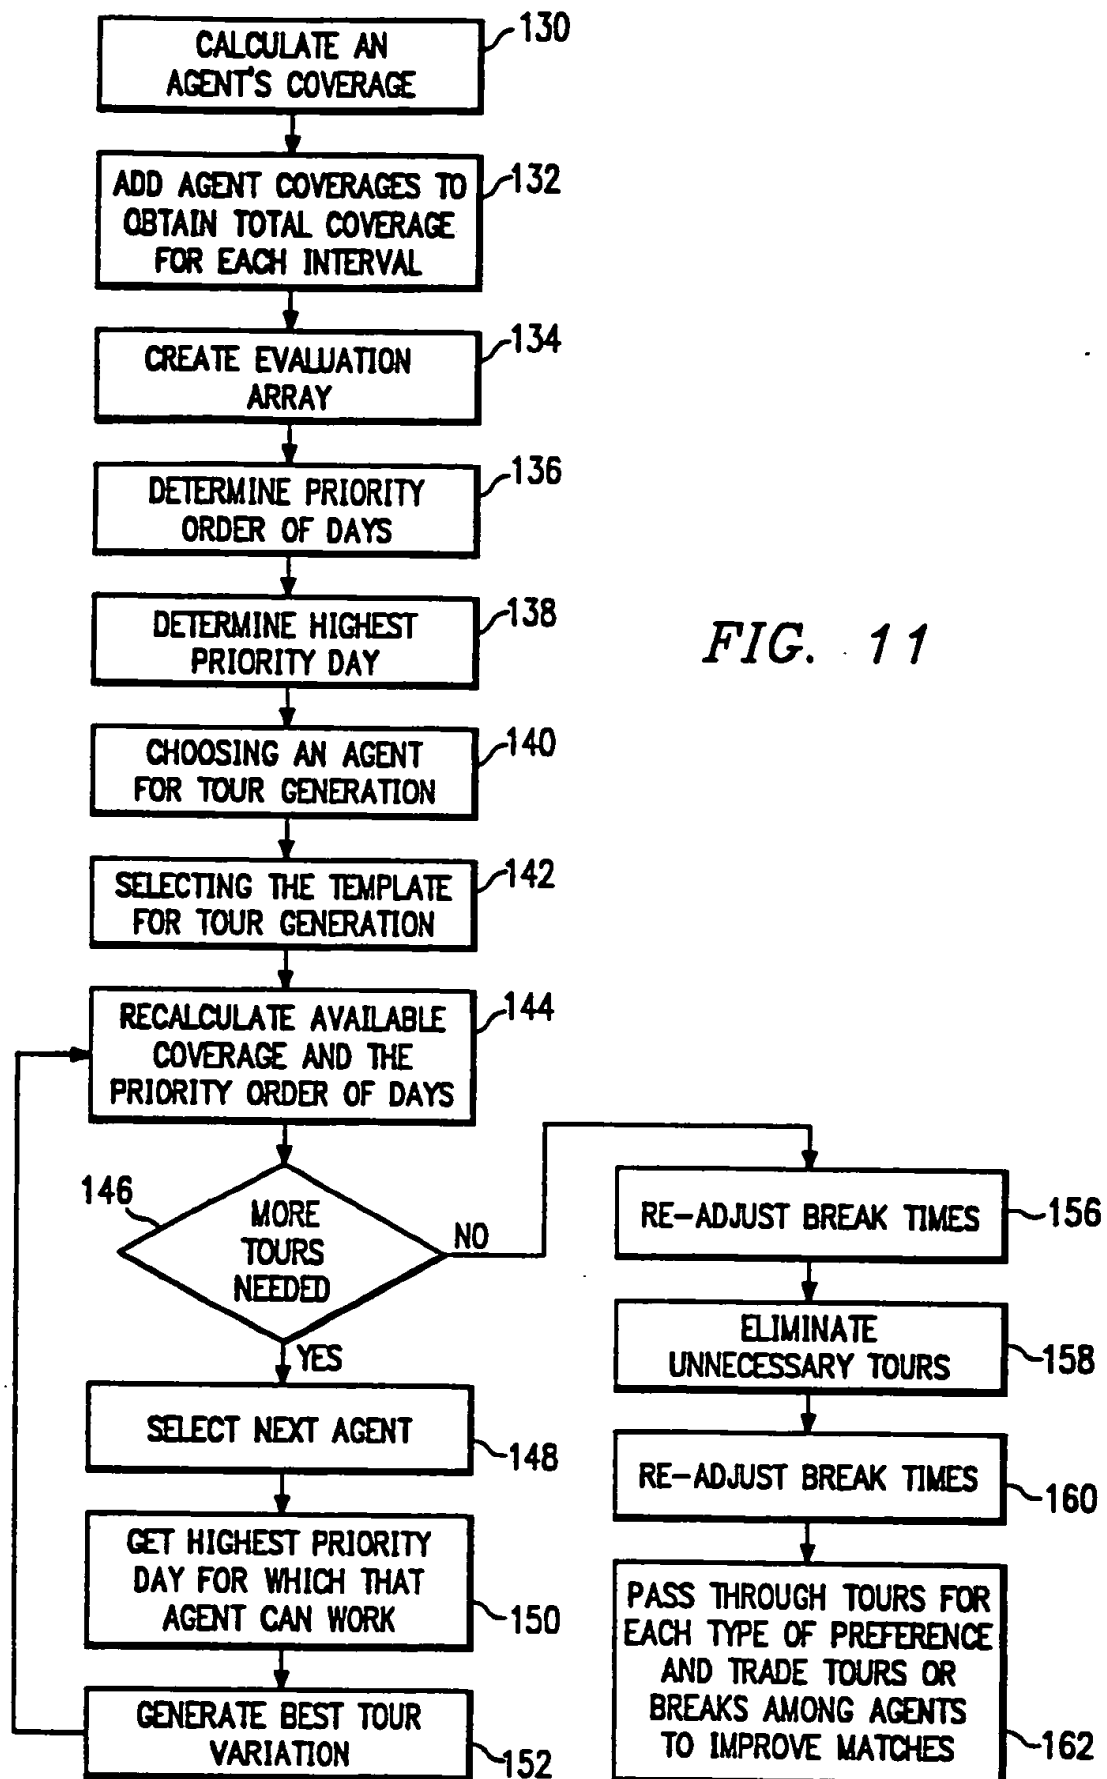 CALCULATE AN
AGENT'S COVERAGE
130
ADD AGENT COVERAGES TO
OBTAIN TOTAL COVERAGE
FOR EACH INTERVAL
132
CREATE EVALUATION
ARRAY
134
DETERMINE PRIORITY
ORDER OF DAYS
136
DETERMINE HIGHEST
PRIORITY DAY
138
FIG. 11
CHOOSING AN AGENT
FOR TOUR GENERATION
140
SELECTING THE TEMPLATE
FOR TOUR GENERATION
142
RECALCULATE AVAILABLE
COVERAGE AND THE
PRIORITY ORDER OF DAYS
144
146
MORE
TOURS
NEEDED
NO
YES
SELECT NEXT AGENT
148
GET HIGHEST PRIORITY
DAY FOR WHICH THAT
AGENT CAN WORK
150
GENERATE BEST TOUR
VARIATION
152
RE-ADJUST BREAK TIMES
156
ELIMINATE
UNNECESSARY TOURS
158
RE-ADJUST BREAK TIMES
160
PASS THROUGH TOURS FOR
EACH TYPE OF PREFERENCE
AND TRADE TOURS OR
BREAKS AMONG AGENTS
TO IMPROVE MATCHES
162